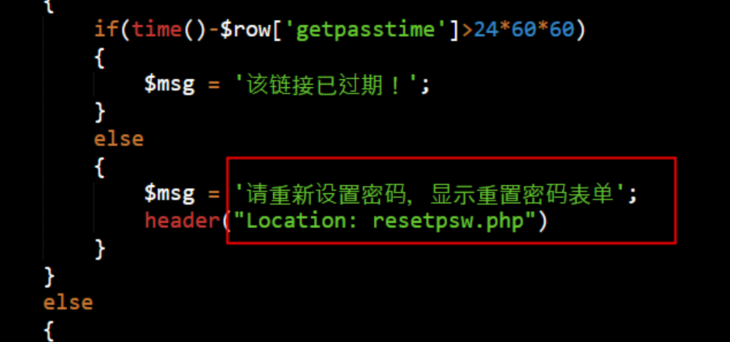 {
if(time()-$row['getpasstime']>24*60*60)
{
$msg = '该链接已过期！';
}
else
{
$msg = '请重新设置密码，显示重置密码表单';
header("Location: resetpsw.php")
}
}
else
{